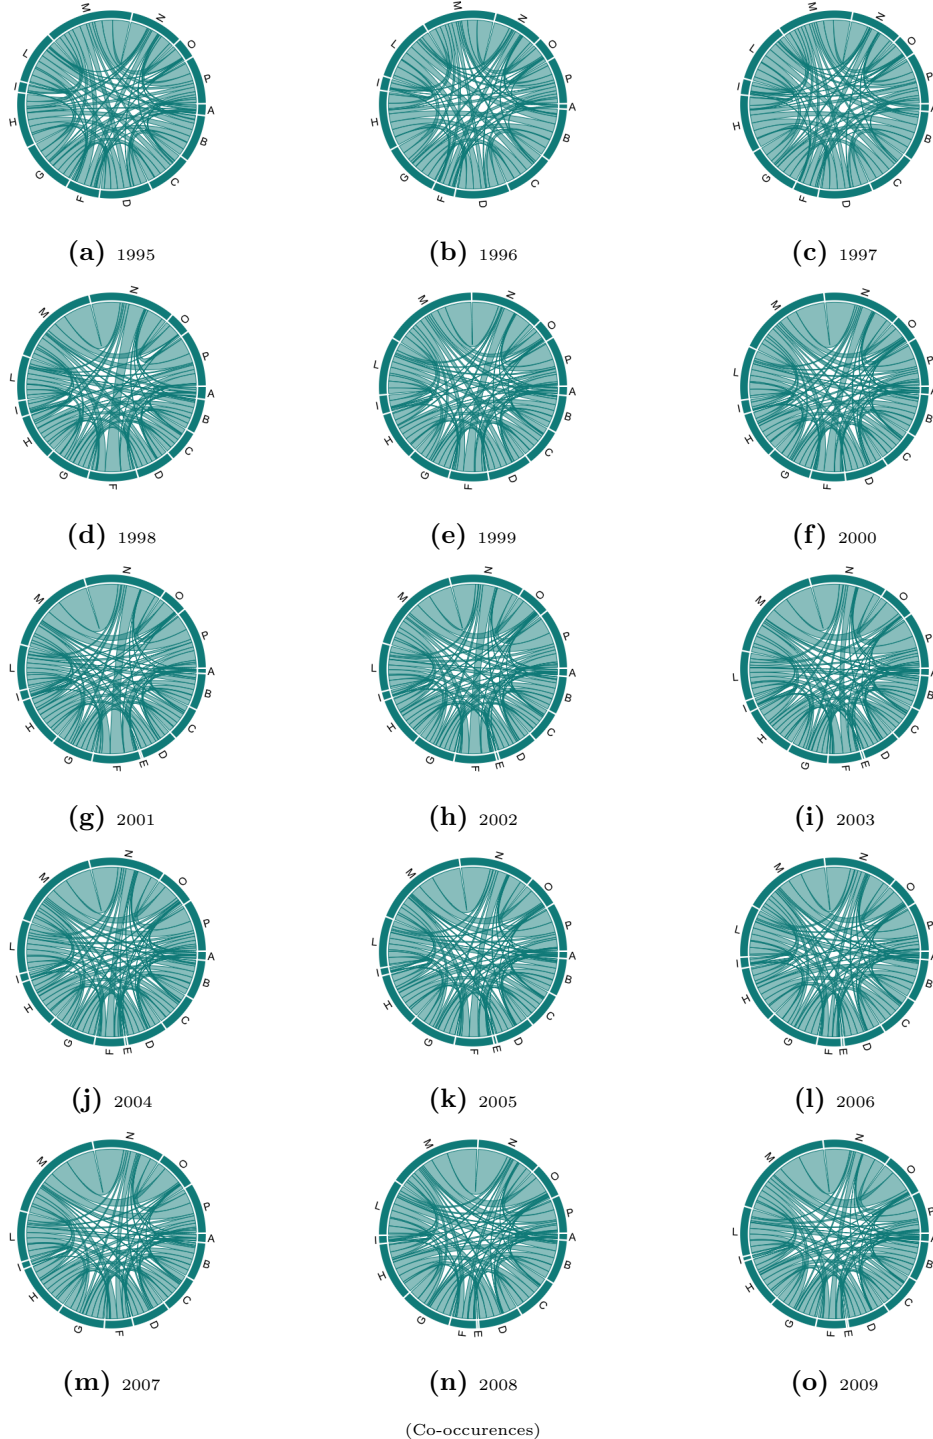 M N O P A B C D F G H I L
M N O P A B C D F G H I L
M N O P A B C D F G H I L
(a) 1995
(b) 1996
(c) 1997
M N O P A B C D F G H I L
M N O P A B C D F G H I L
M N O P A B C D F G H I L
(d) 1998
(e) 1999
(f) 2000
M N O P A B C D E F G H I L
M N O P A B C D E F G H I L
M N O P A B C D E F G H I L
(g) 2001
(h) 2002
(i) 2003
M N O P A B C D E F G H I L
M N O P A B C D E F G H I L
M N O P A B C D E F G H I L
(j) 2004
(k) 2005
(l) 2006
M N O P A B C D F G H I L
M N O P A B C D E F G H I L
M N O P A B C D E F G H I L
(m) 2007
(n) 2008
(o) 2009
(Co-occurences)